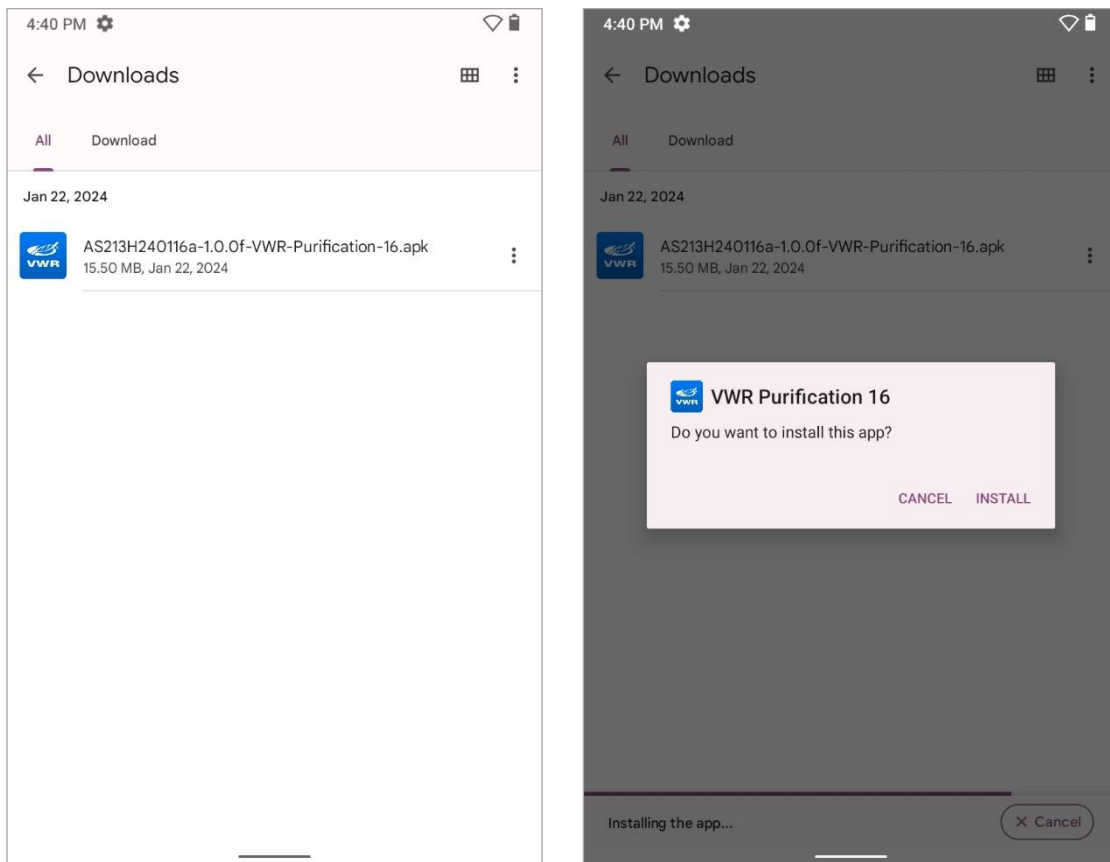 4:40 PM
Downloads
All Download
Jan 22, 2024
VWR
AS213H240116a-1.0.0f-VWR-Purification-16.apk
15.50 MB, Jan 22, 2024
4:40 PM
Downloads
All Download
Jan 22, 2024
VWR
AS213H240116a-1.0.0f-VWR-Purification-16.apk
15.50 MB, Jan 22, 2024
VWR
VWR Purification 16
Do you want to install this app?
CANCEL INSTALL
Installing the app...
Cancel